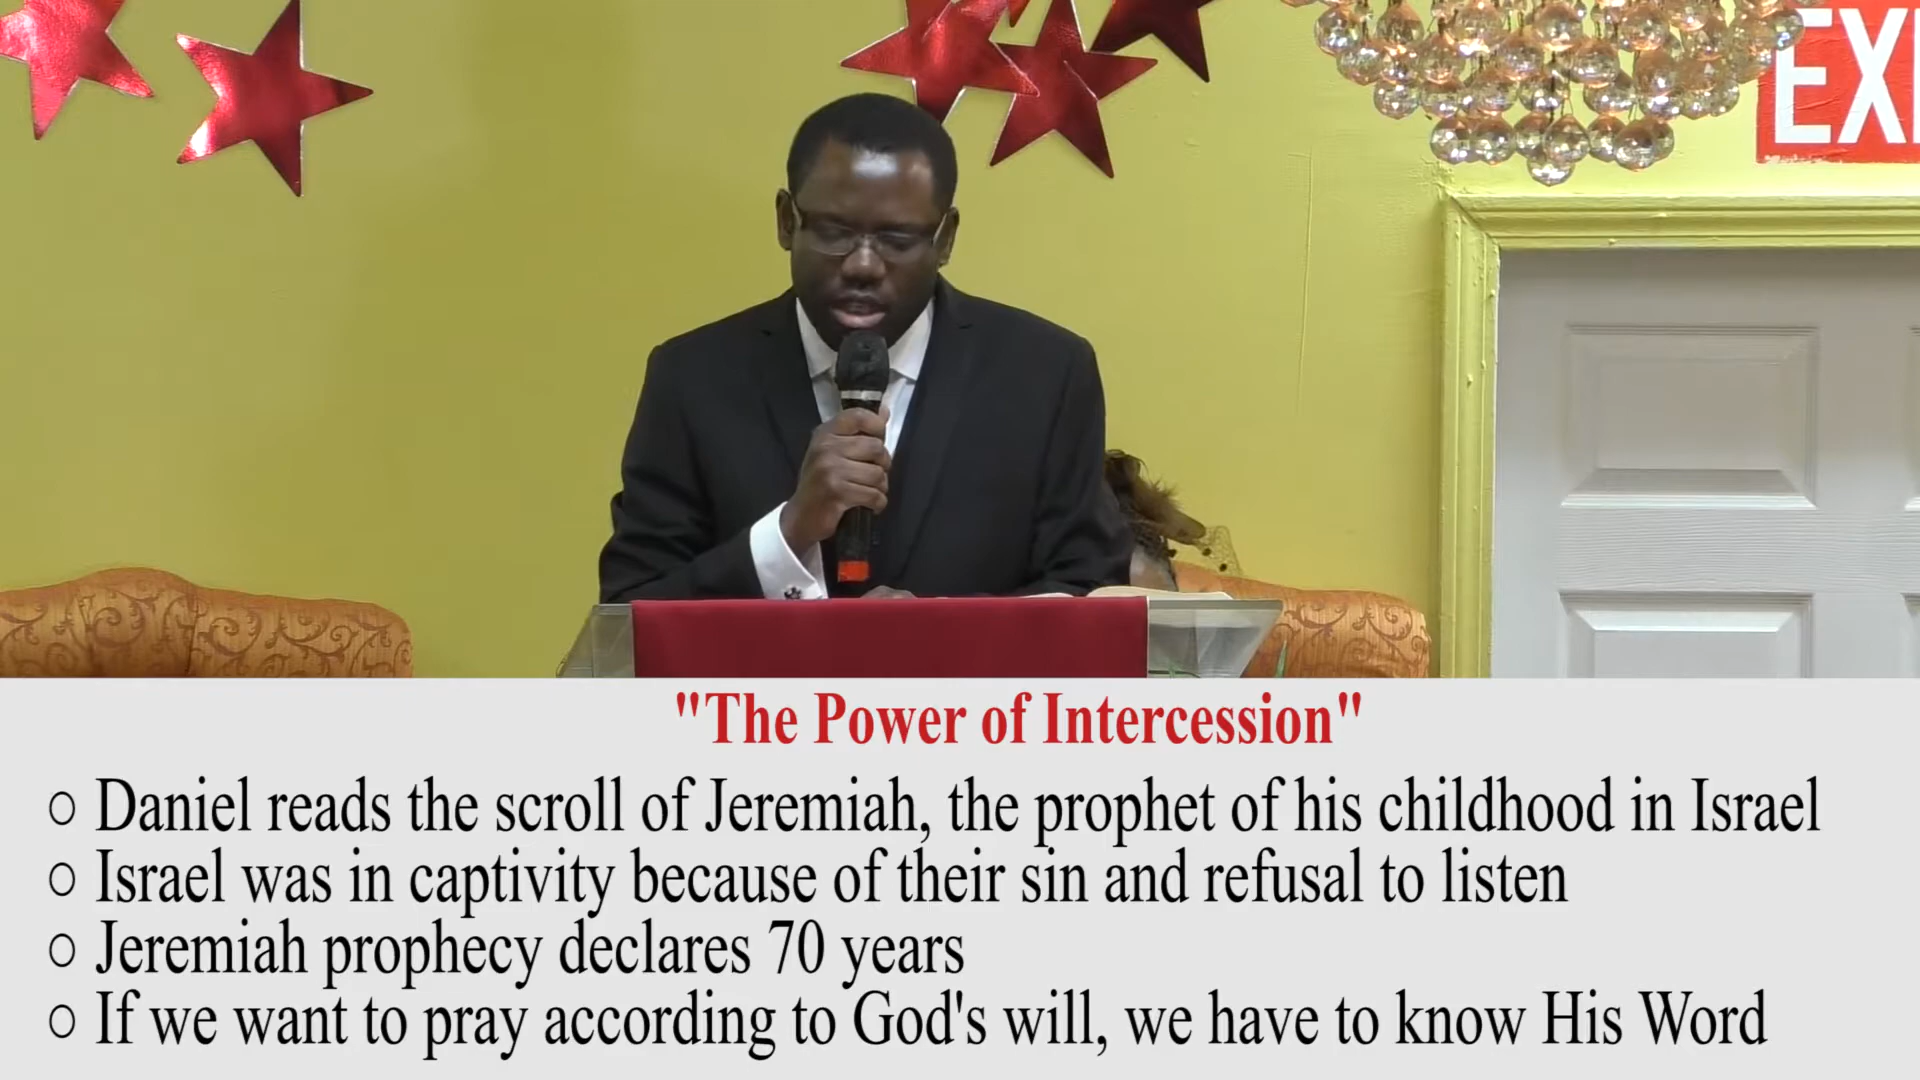 EXI
"The Power of Intercession"
○ Daniel reads the scroll of Jeremiah, the prophet of his childhood in Israel
○ Israel was in captivity because of their sin and refusal to listen
○ Jeremiah prophecy declares 70 years
○ If we want to pray according to God's will, we have to know His Word